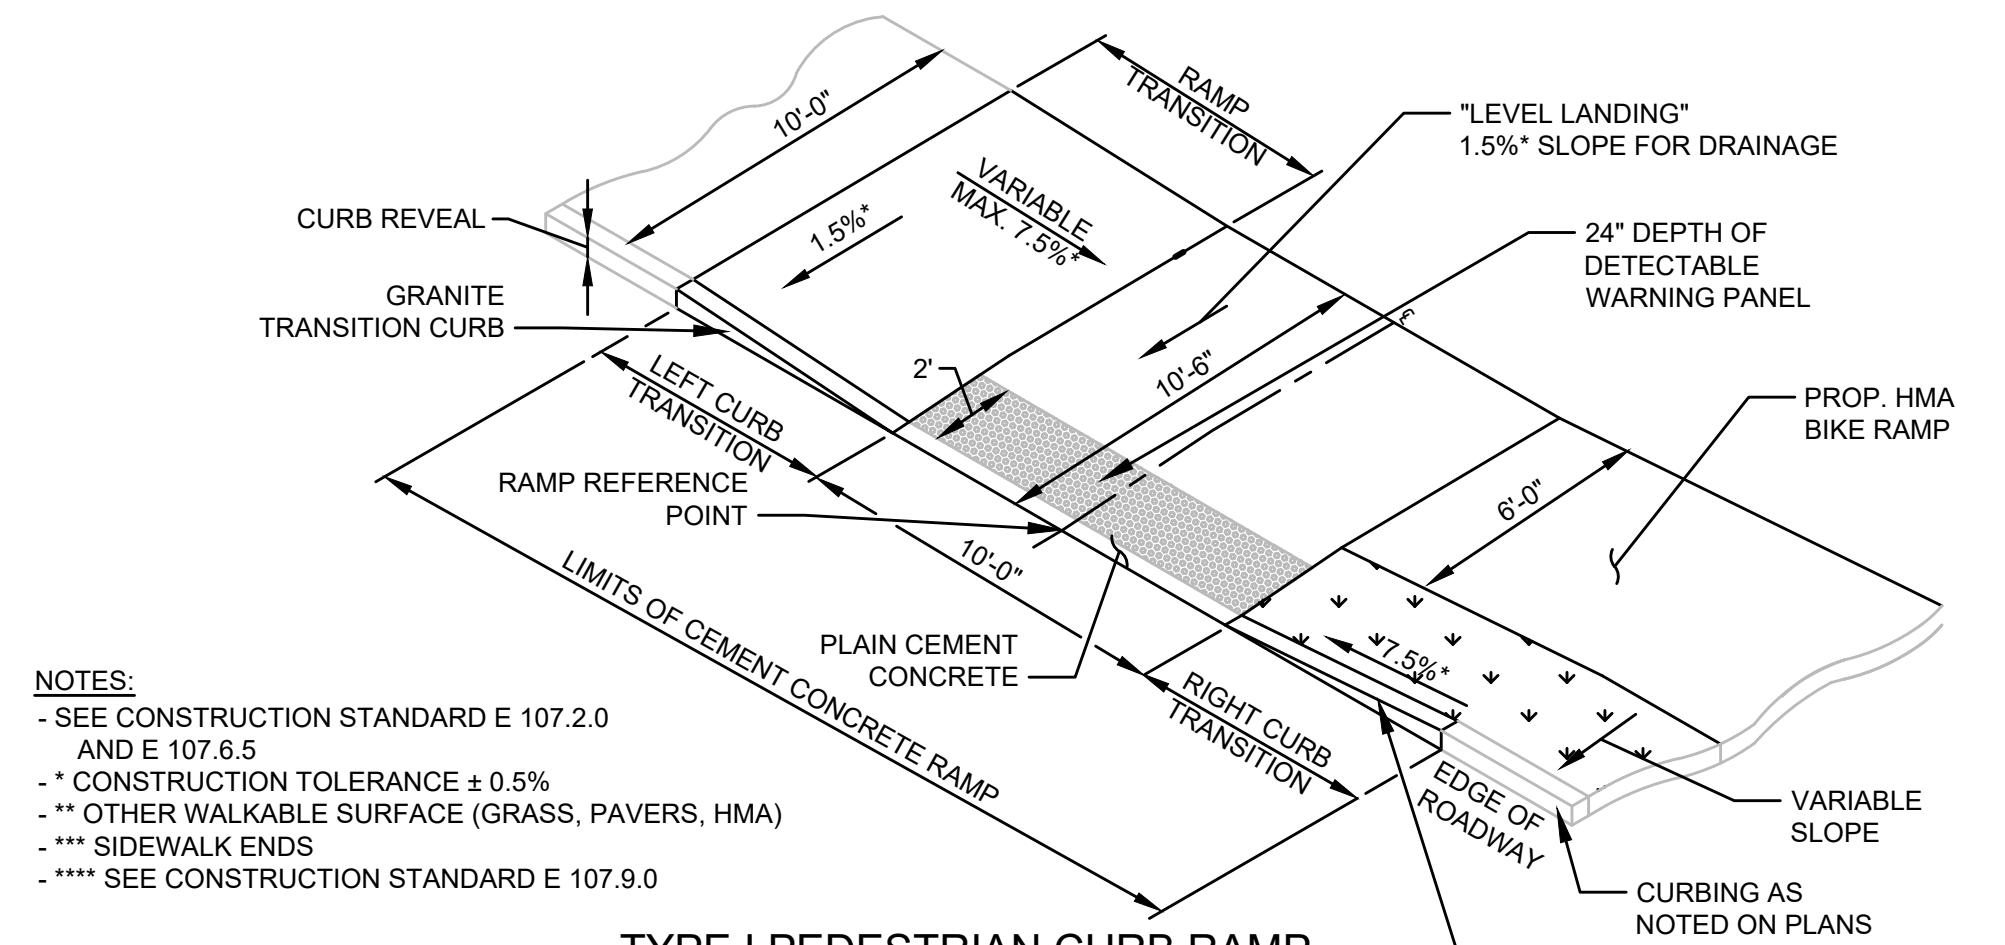 RAMP
TRANSITION
10'-0"
"LEVEL LANDING"
1.5%* SLOPE FOR DRAINAGE
VARIABLE
MAX. 7.5%*
CURB REVEAL
1.5%*
24" DEPTH OF
DETECTABLE
WARNING PANEL
GRANITE
TRANSITION CURB
℄
2'
10'-6"
LEFT CURB
TRANSITION
PROP. HMA
BIKE RAMP
RAMP REFERENCE
POINT
6'-0"
10'-0"
LIMITS OF CEMENT CONCRETE RAMP
PLAIN CEMENT
CONCRETE
7.5%*
RIGHT CURB
TRANSITION
EDGE OF
ROADWAY
VARIABLE
SLOPE
CURBING AS
NOTED ON PLANS
NOTES:
- SEE CONSTRUCTION STANDARD E 107.2.0
AND E 107.6.5
- * CONSTRUCTION TOLERANCE ± 0.5%
- ** OTHER WALKABLE SURFACE (GRASS, PAVERS, HMA)
- *** SIDEWALK ENDS
- **** SEE CONSTRUCTION STANDARD E 107.9.0
TYPE I PEDESTRIAN CURB RAMP